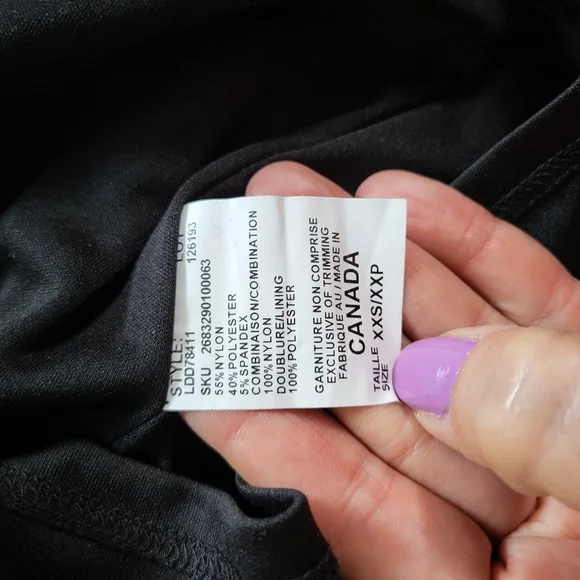 STYLE: LOT
LDD78411 126193
SKU 2683290100063
55% NYLON
40% POLYESTER
5% SPANDEX
COMBINAISON/COMBINATION
100% NYLON
DOUBLURE/LINING
100% POLYESTER
GARNITURE NON COMPRISE
EXCLUSIVE OF TRIMMING
FABRIQUE AU / MADE IN
CANADA
TAILLE XXS/XXP
SIZE